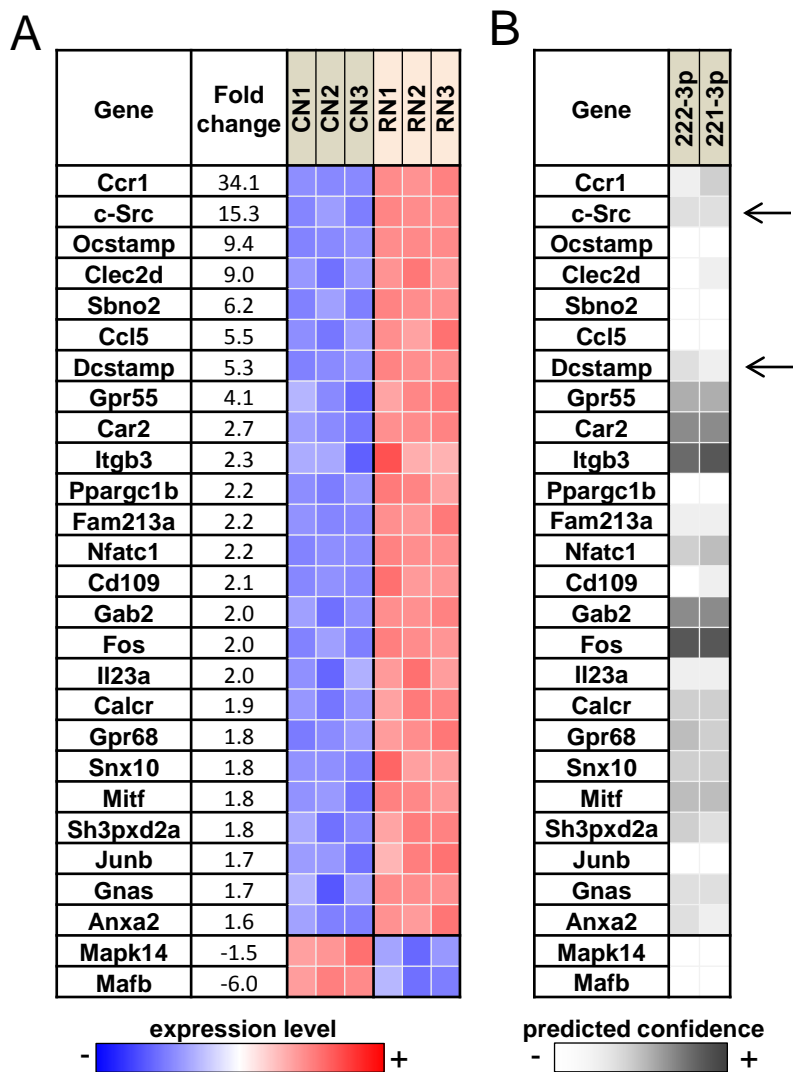 A
B
Gene Fold change CN1 CN2 CN3 RN1 RN2 RN3
Gene 222-3p 221-3p
Ccr1 34.1 Ccr1
c-Src 15.3 c-Src
Ocstamp 9.4 Ocstamp
Clec2d 9.0 Clec2d
Sbno2 6.2 Sbno2
Ccl5 5.5 Ccl5
Dcstamp 5.3 Dcstamp
Gpr55 4.1 Gpr55
Car2 2.7 Car2
Itgb3 2.3 Itgb3
Ppargc1b 2.2 Ppargc1b
Fam213a 2.2 Fam213a
Nfatc1 2.2 Nfatc1
Cd109 2.1 Cd109
Gab2 2.0 Gab2
Fos 2.0 Fos
Il23a 2.0 Il23a
Calcr 1.9 Calcr
Gpr68 1.8 Gpr68
Snx10 1.8 Snx10
Mitf 1.8 Mitf
Sh3pxd2a 1.8 Sh3pxd2a
Junb 1.7 Junb
Gnas 1.7 Gnas
Anxa2 1.6 Anxa2
Mapk14 -1.5 Mapk14
Mafb -6.0 Mafb
expression level predicted confidence
- + - +